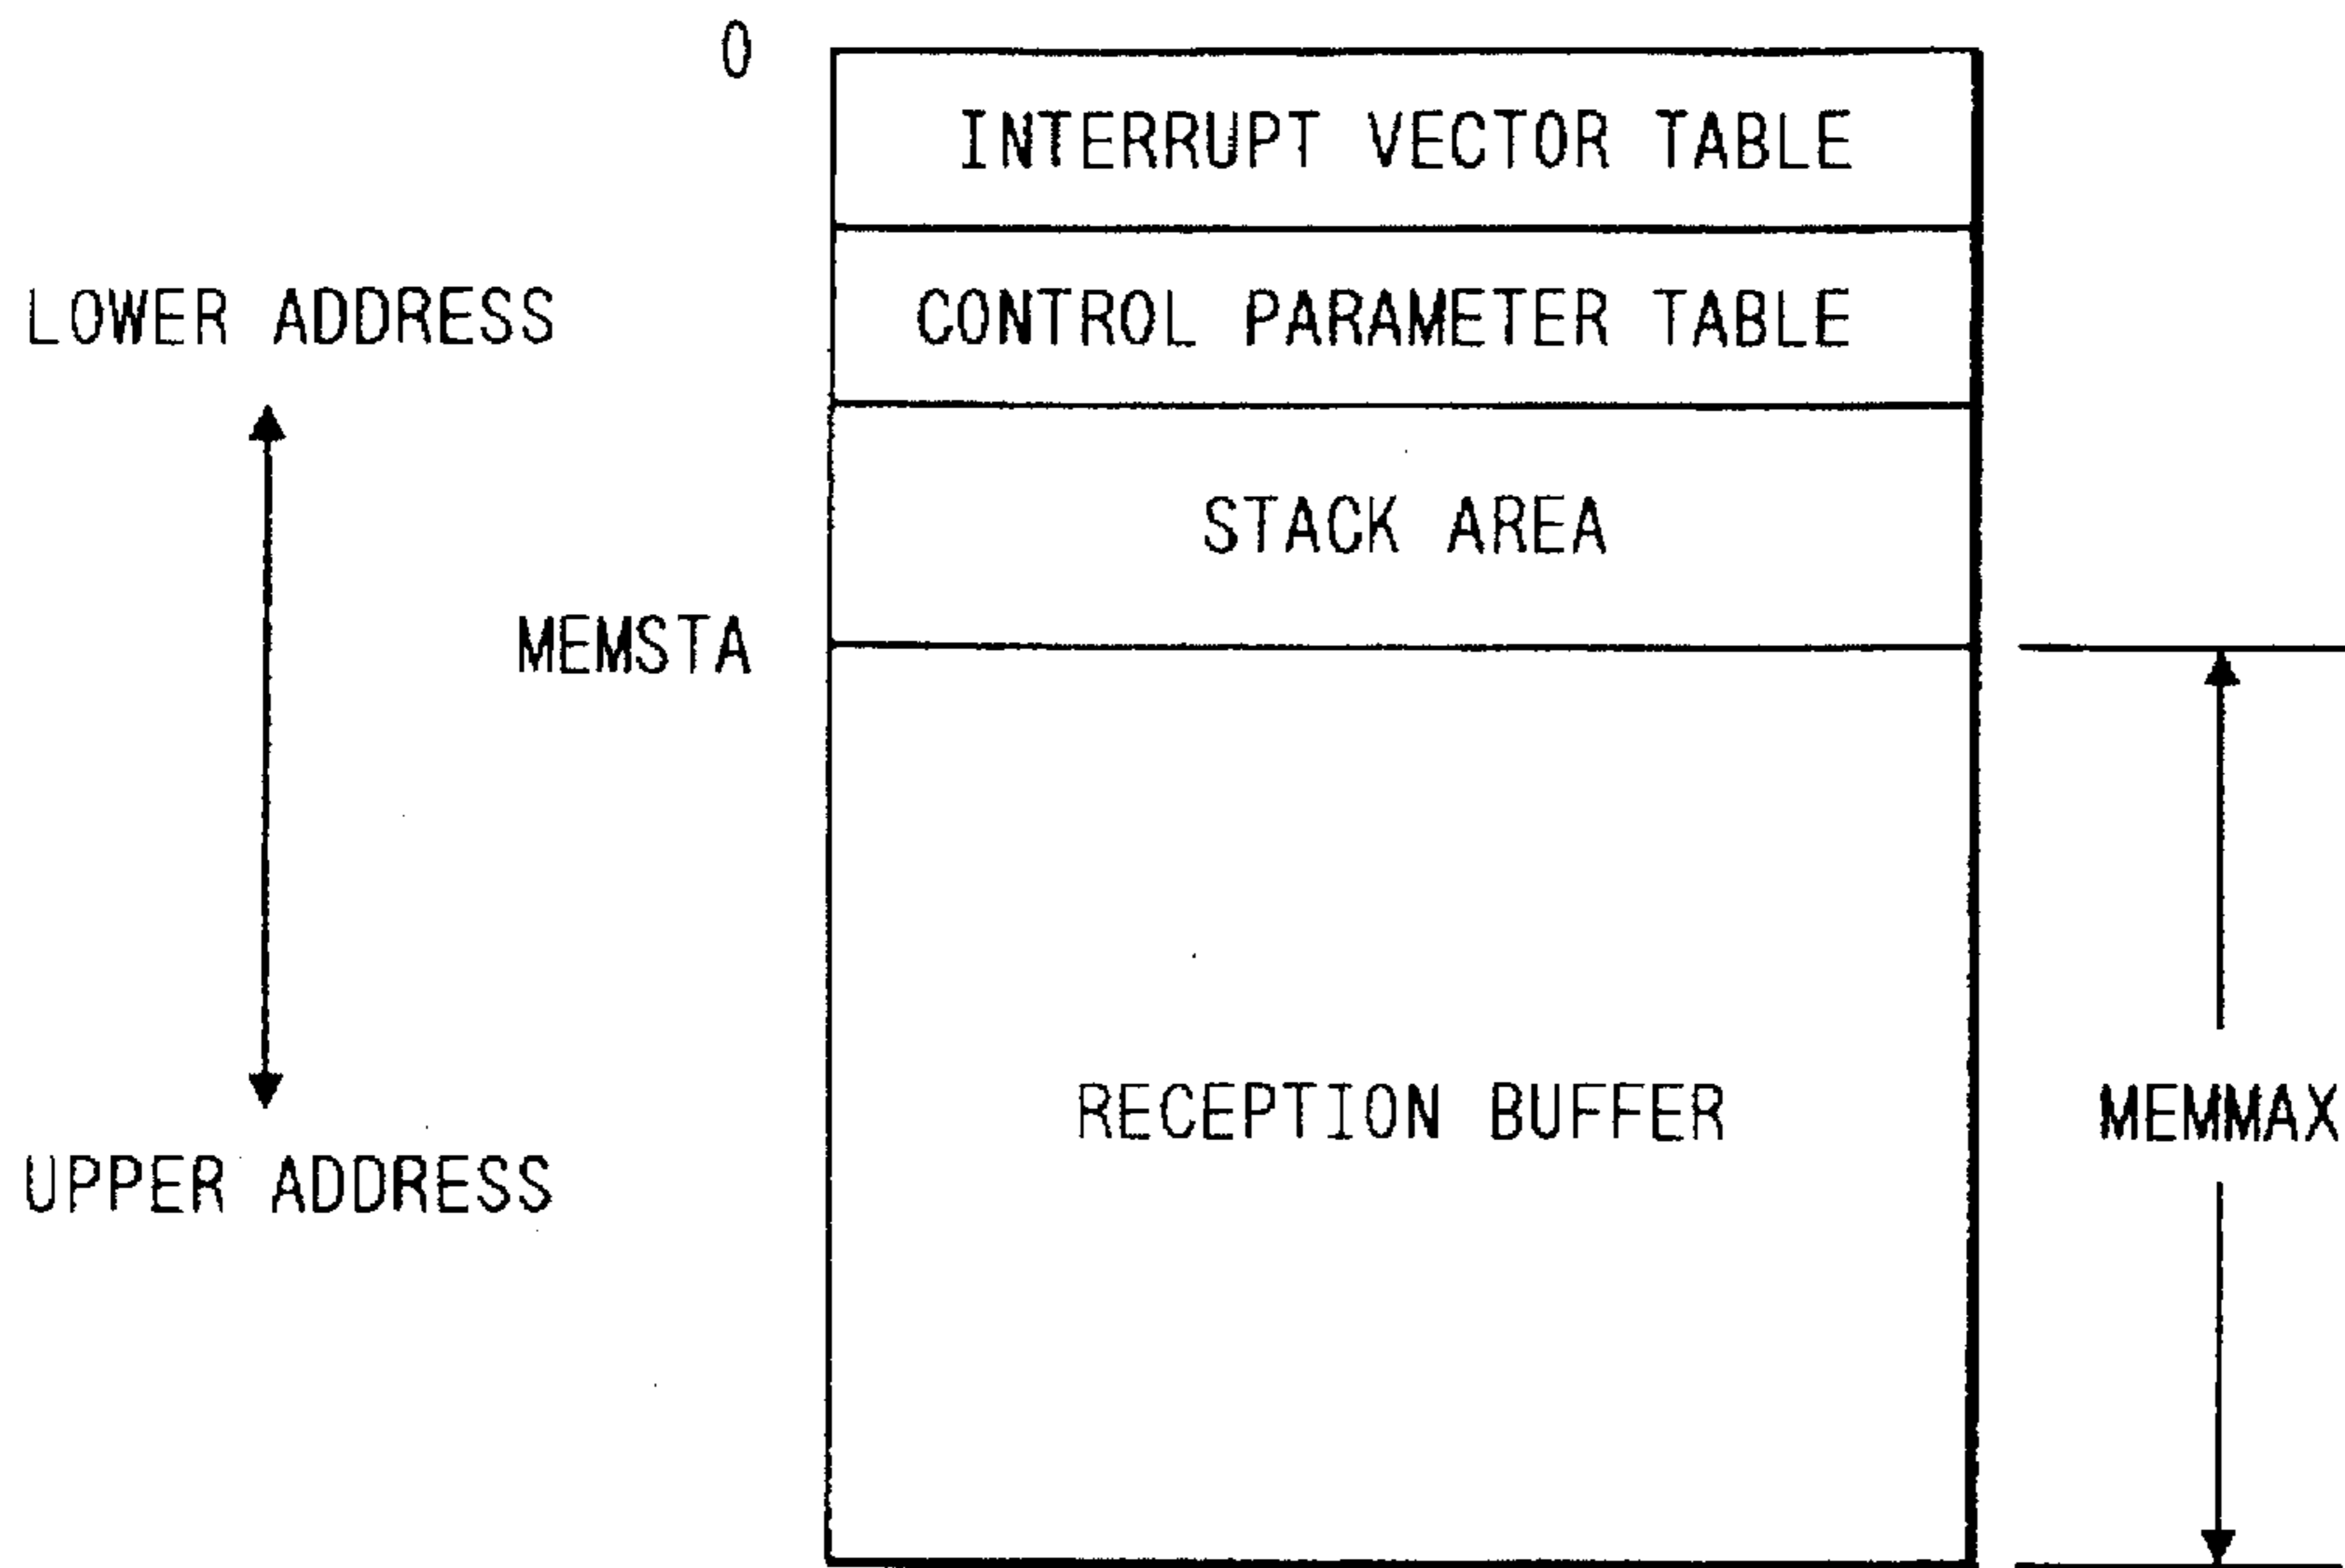 0
INTERRUPT VECTOR TABLE
LOWER ADDRESS
CONTROL PARAMETER TABLE
STACK AREA
MEMSTA
RECEPTION BUFFER
MEMMAX
UPPER ADDRESS